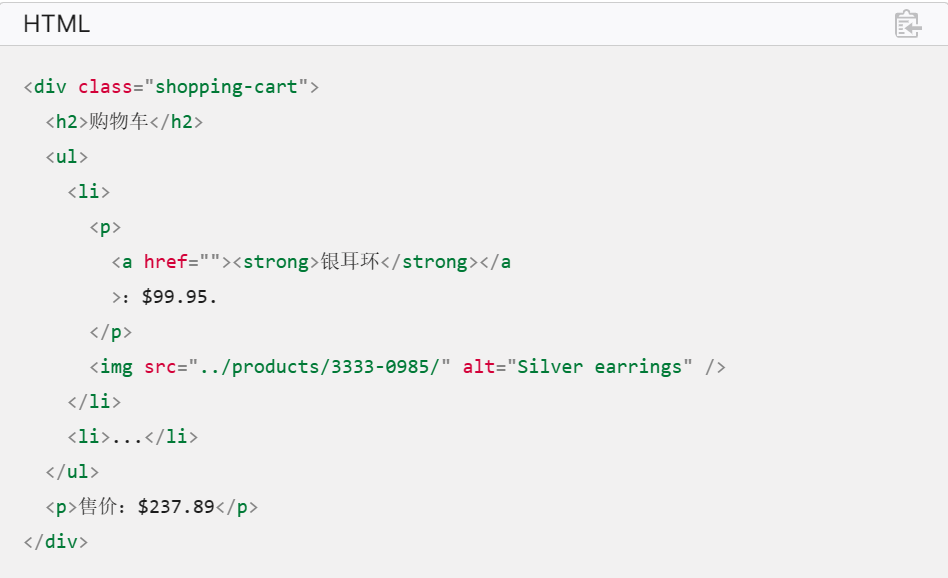 HTML
<div class="shopping-cart">
  <h2>购物车</h2>
  <ul>
    <li>
      <p>
        <a href=""><strong>银耳环</strong></a
        >：$99.95.
      </p>
      <img src="../products/3333-0985/" alt="Silver earrings" />
    </li>
    <li>...</li>
  </ul>
  <p>售价：$237.89</p>
</div>